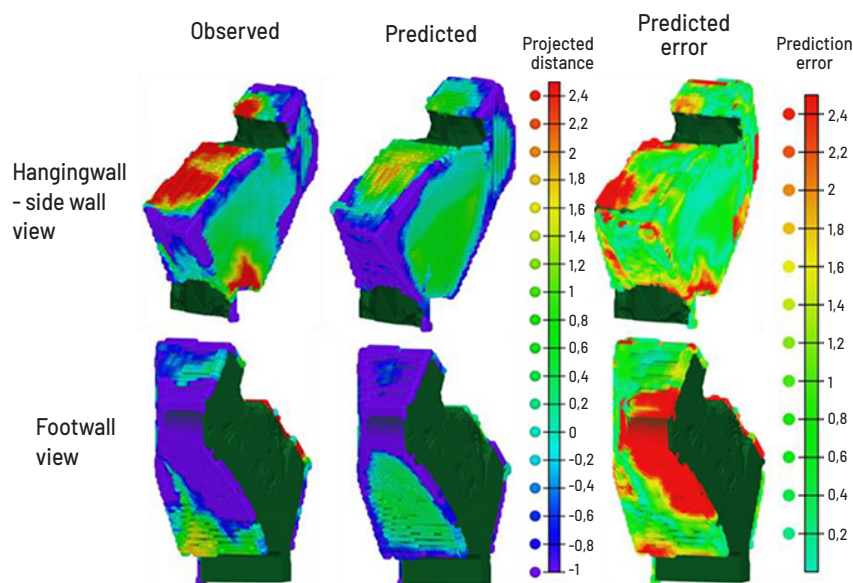 Observed
Predicted
Predicted
error
Projected
distance
Prediction
error
Hangingwall
- side wall
view
Footwall
view
2,4
2,2
2
1,8
1,6
1,4
1,2
1
0,8
0,6
0,4
0,2
0
-0,2
-0,4
-0,6
-0,8
-1
2,4
2,2
2
1,8
1,6
1,4
1,2
1
0,8
0,6
0,4
0,2